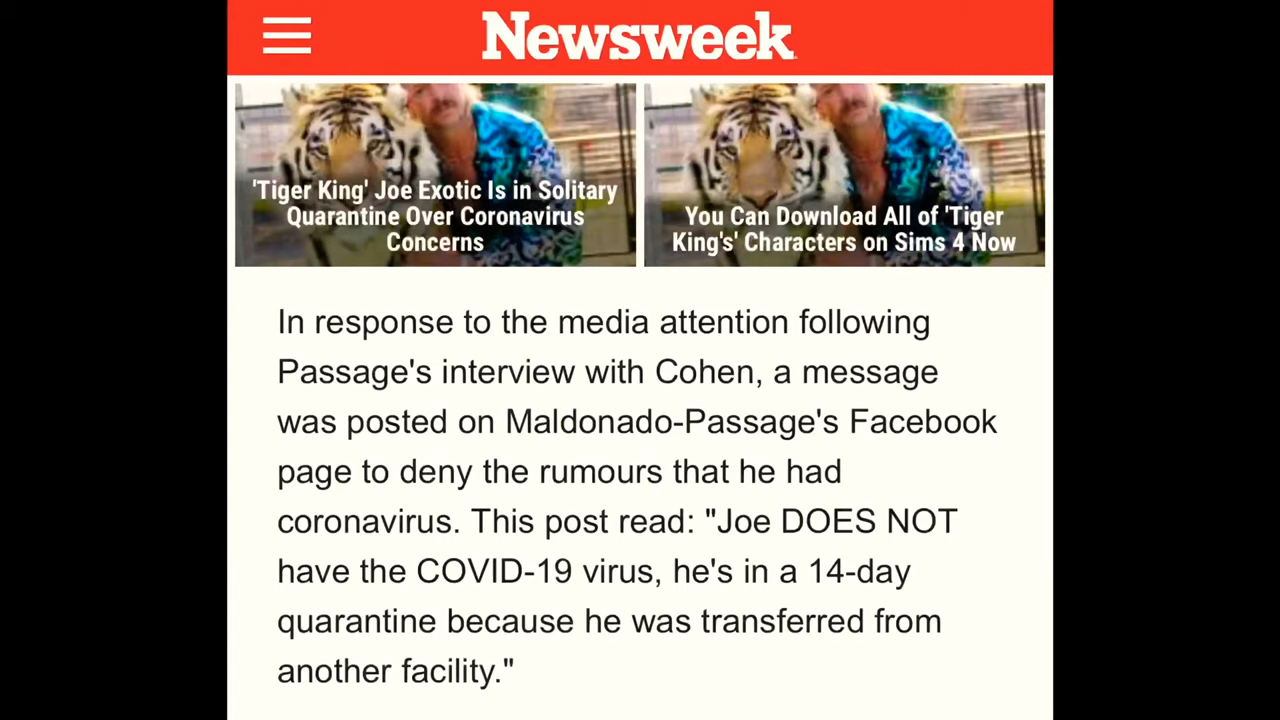 Newsweek
'Tiger King' Joe Exotic Is in Solitary
Quarantine Over Coronavirus
Concerns
You Can Download All of 'Tiger
King's' Characters on Sims 4 Now
In response to the media attention following
Passage's interview with Cohen, a message
was posted on Maldonado-Passage's Facebook
page to deny the rumours that he had
coronavirus. This post read: "Joe DOES NOT
have the COVID-19 virus, he's in a 14-day
quarantine because he was transferred from
another facility."